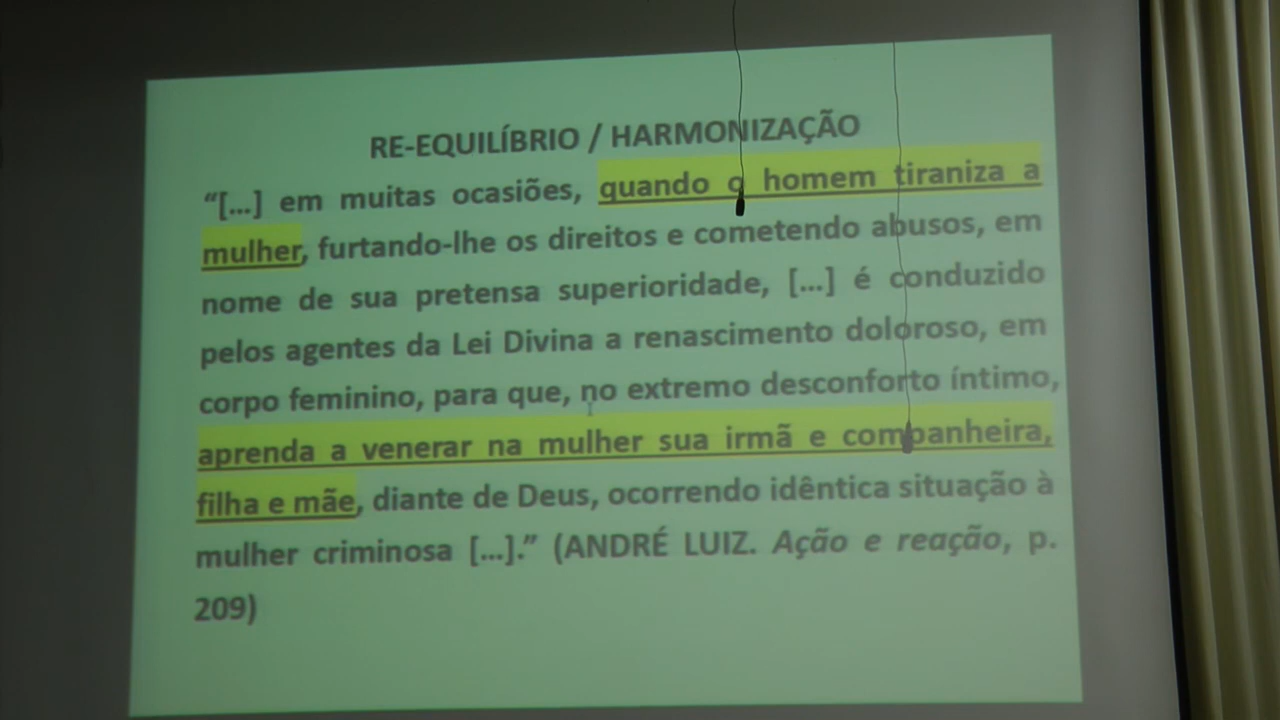 RE-EQUILÍBRIO / HARMONIZAÇÃO
“[...] em muitas ocasiões, quando o homem tiraniza a
mulher, furtando-lhe os direitos e cometendo abusos, em
nome de sua pretensa superioridade, [...] é conduzido
pelos agentes da Lei Divina a renascimento doloroso, em
corpo feminino, para que, no extremo desconforto íntimo,
aprenda a venerar na mulher sua irmã e companheira,
filha e mãe, diante de Deus, ocorrendo idêntica situação à
mulher criminosa [...].” (ANDRÉ LUIZ. Ação e reação, p.
209)